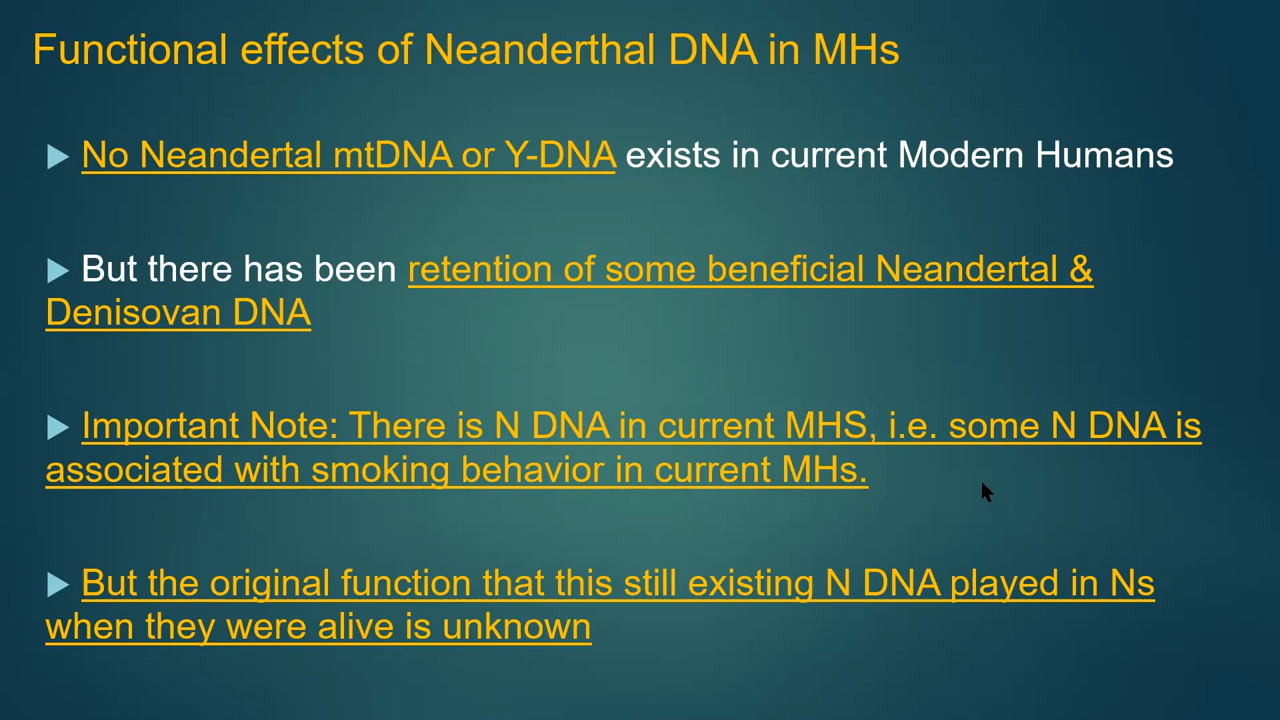 Functional effects of Neanderthal DNA in MHs
No Neandertal mtDNA or Y-DNA exists in current Modern Humans
But there has been retention of some beneficial Neandertal &
Denisovan DNA
Important Note: There is N DNA in current MHS, i.e. some N DNA is
associated with smoking behavior in current MHs.
But the original function that this still existing N DNA played in Ns
when they were alive is unknown